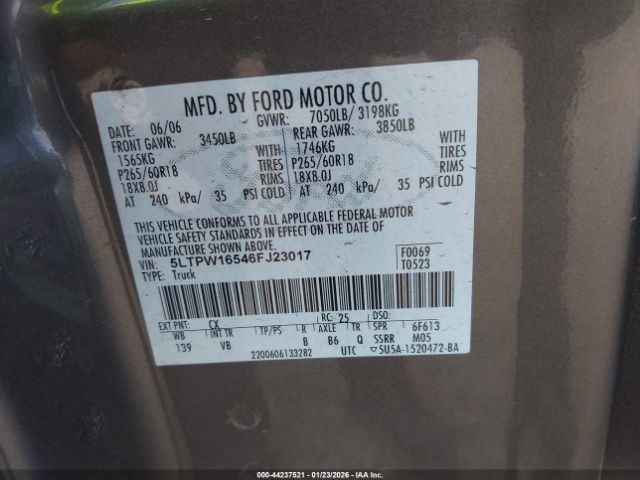 MFD. BY FORD MOTOR CO.
DATE: 06/06 GVWR: 7050LB/ 3198KG
FRONT GAWR: 3450LB REAR GAWR: 3850LB
1565KG WITH 1746KG WITH
P265/60R18 TIRES P265/60R18 TIRES
18X8.0J RIMS 18X8.0J RIMS
AT 240 kPa/ 35 PSI COLD AT 240 kPa/ 35 PSI COLD
THIS VEHICLE CONFORMS TO ALL APPLICABLE FEDERAL MOTOR
VEHICLE SAFETY STANDARDS IN EFFECT ON THE DATE OF
MANUFACTURE SHOWN ABOVE.
VIN: 5LTPW16546FJ23017 F0069
TYPE: Truck T0523
EXT PNT: CX RC: 25 DSO:
WB INT TR TP/PS R AXLE TR SPR 6F613
139 VB B B6 Q SSRR M05
2200606133282 UTC ▽5U5A-1520472-BA
© 44237521 - 01/23/2026 - IAA Inc.